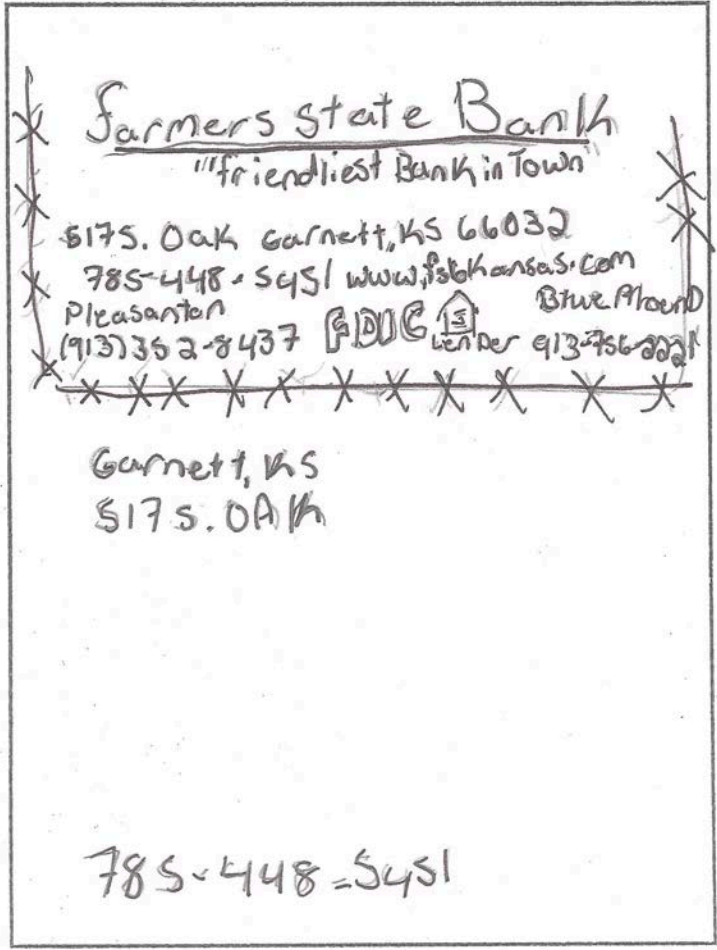 farmers state Bank
"friendliest Bank in Town"
517 S. Oak Garnett, KS 66032
785-448-5451 www.fsbkansas.com
Pleasanton Blue Mound
(913) 352-8437 FDIC Lender 913-756-2221
Garnett, KS
517 S. OAK
785-448-5451